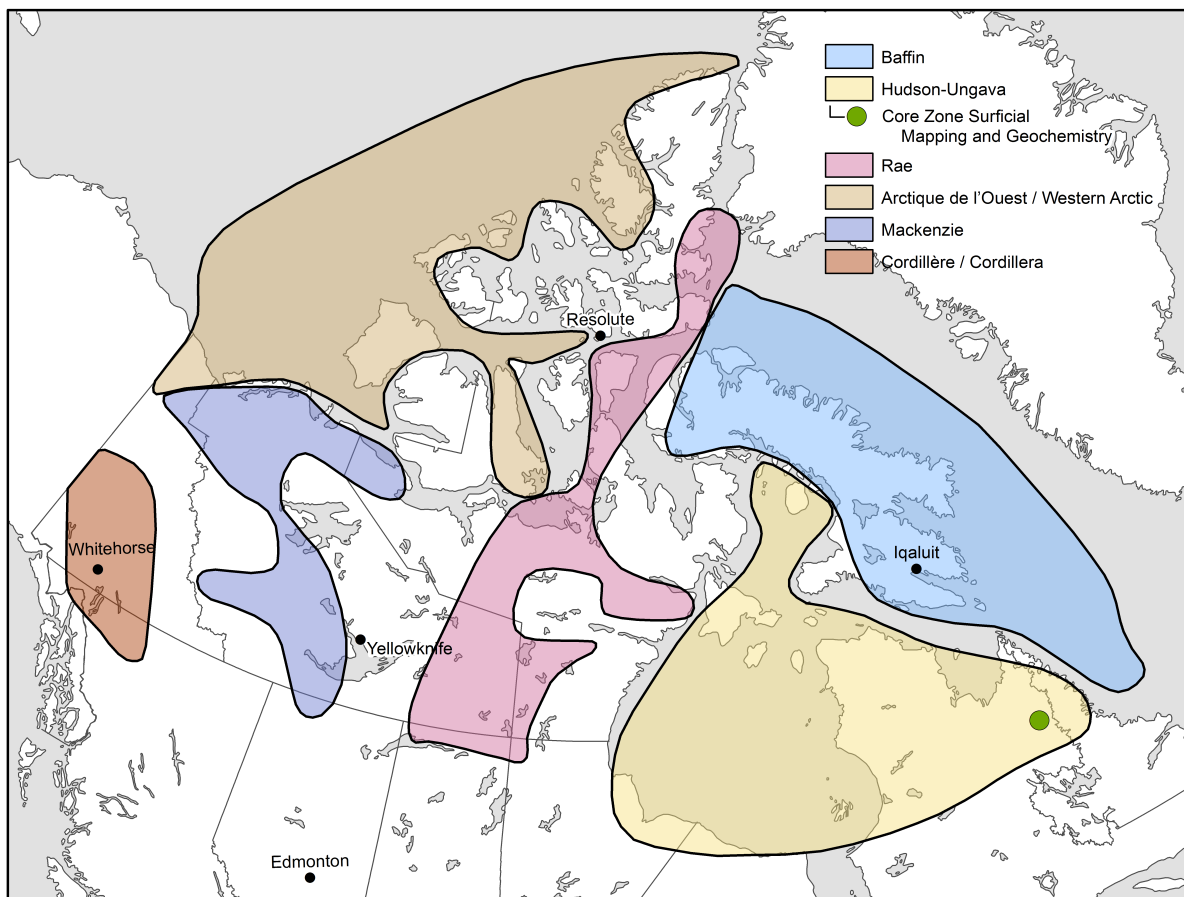 Baffin
Hudson-Ungava
Core Zone Surficial
Mapping and Geochemistry
Rae
Arctique de l'Ouest / Western Arctic
Mackenzie
Cordillère / Cordillera
Resolute
Whitehorse
Iqaluit
Yellowknife
Edmonton